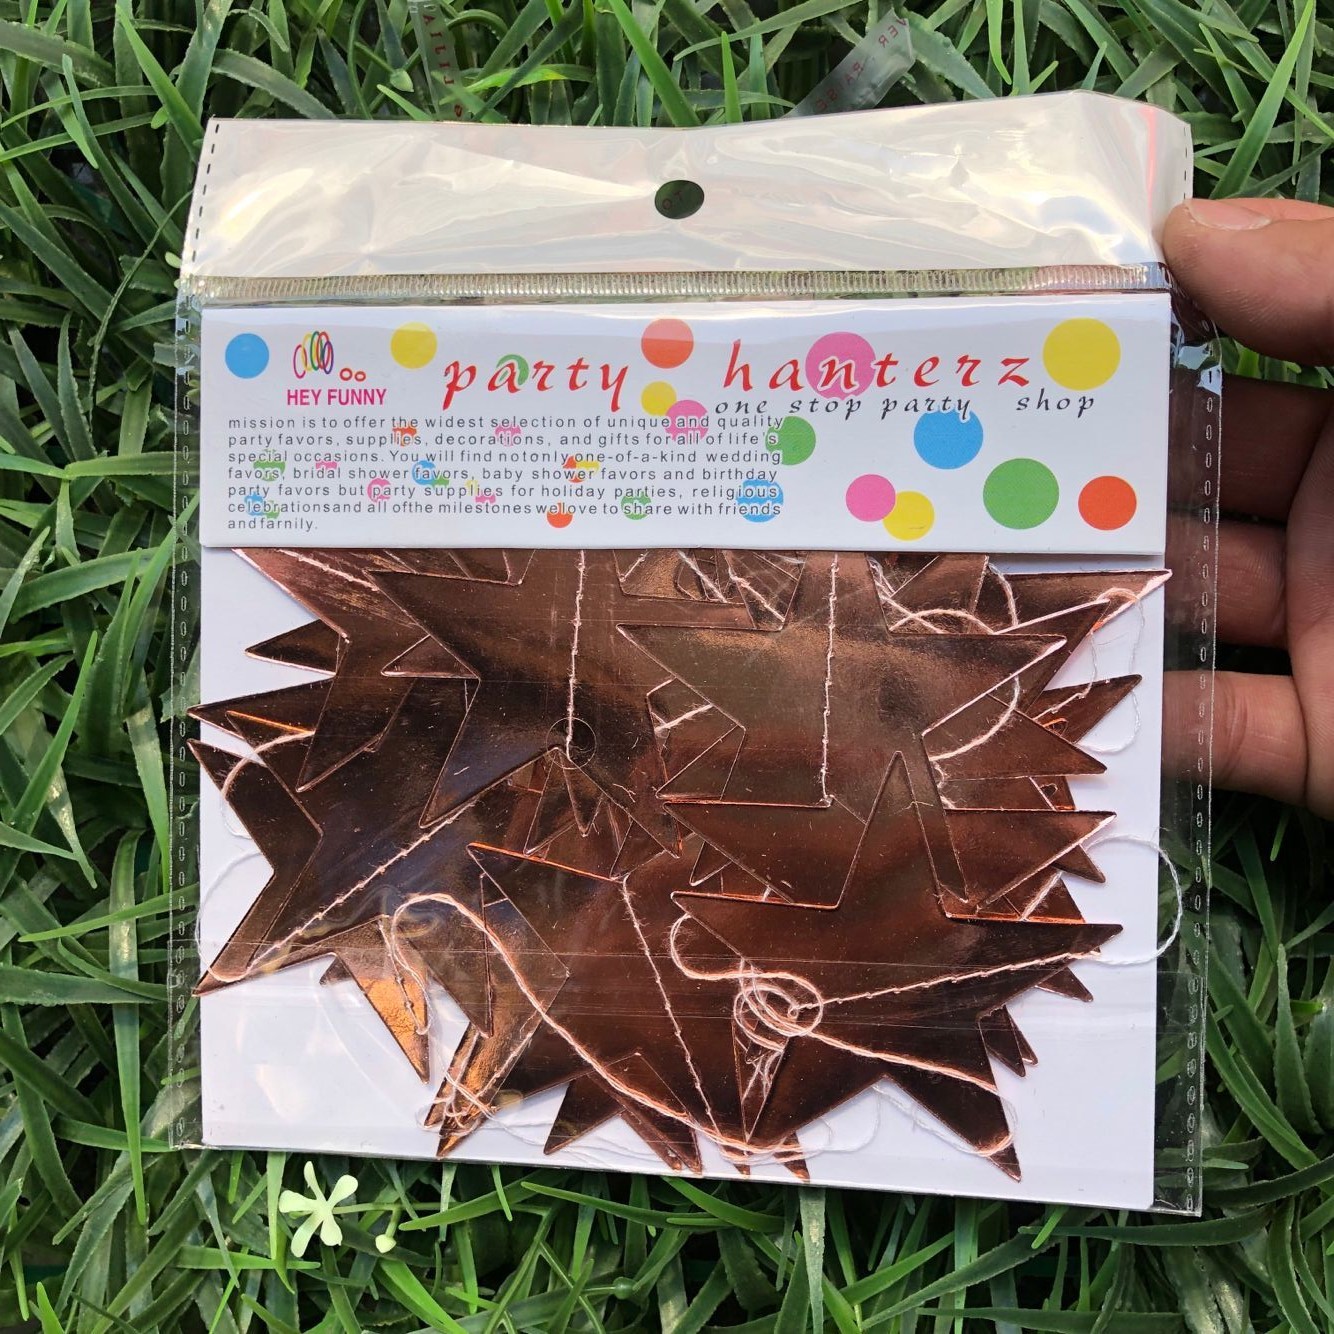 party hanterz
HEY FUNNY
one stop party shop
mission is to offer the widest selection of unique and quality
party favors, supplies, decorations, and gifts for all of life's
special occasions. You will find notonly one-of-a-kind wedding
favors, bridal shower favors, baby shower favors and birthday
party favors but party supplies for holiday parties, religious
celebrationsand all ofthe milestones welove to share with friends
and farnily.